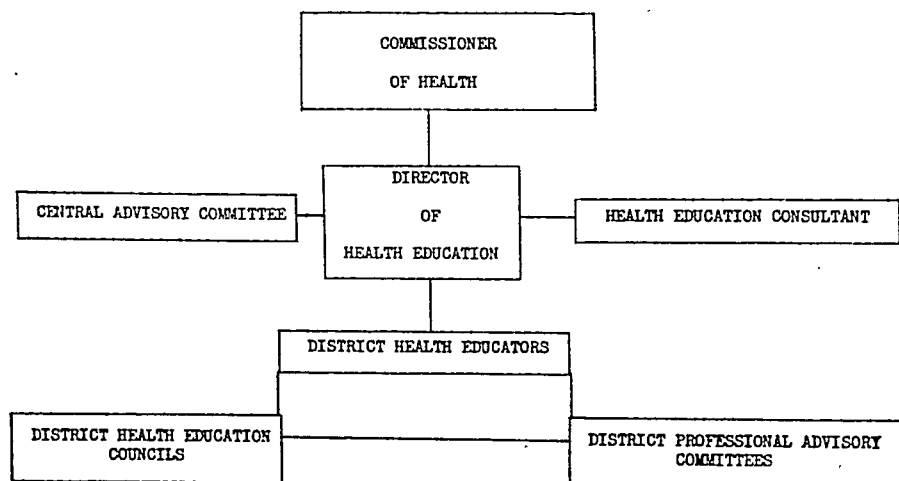 COMMISSIONER
OF HEALTH
DIRECTOR
OF
HEALTH EDUCATION
CENTRAL ADVISORY COMMITTEE
HEALTH EDUCATION CONSULTANT
DISTRICT HEALTH EDUCATORS
DISTRICT HEALTH EDUCATION
COUNCILS
DISTRICT PROFESSIONAL ADVISORY
COMMITTEES